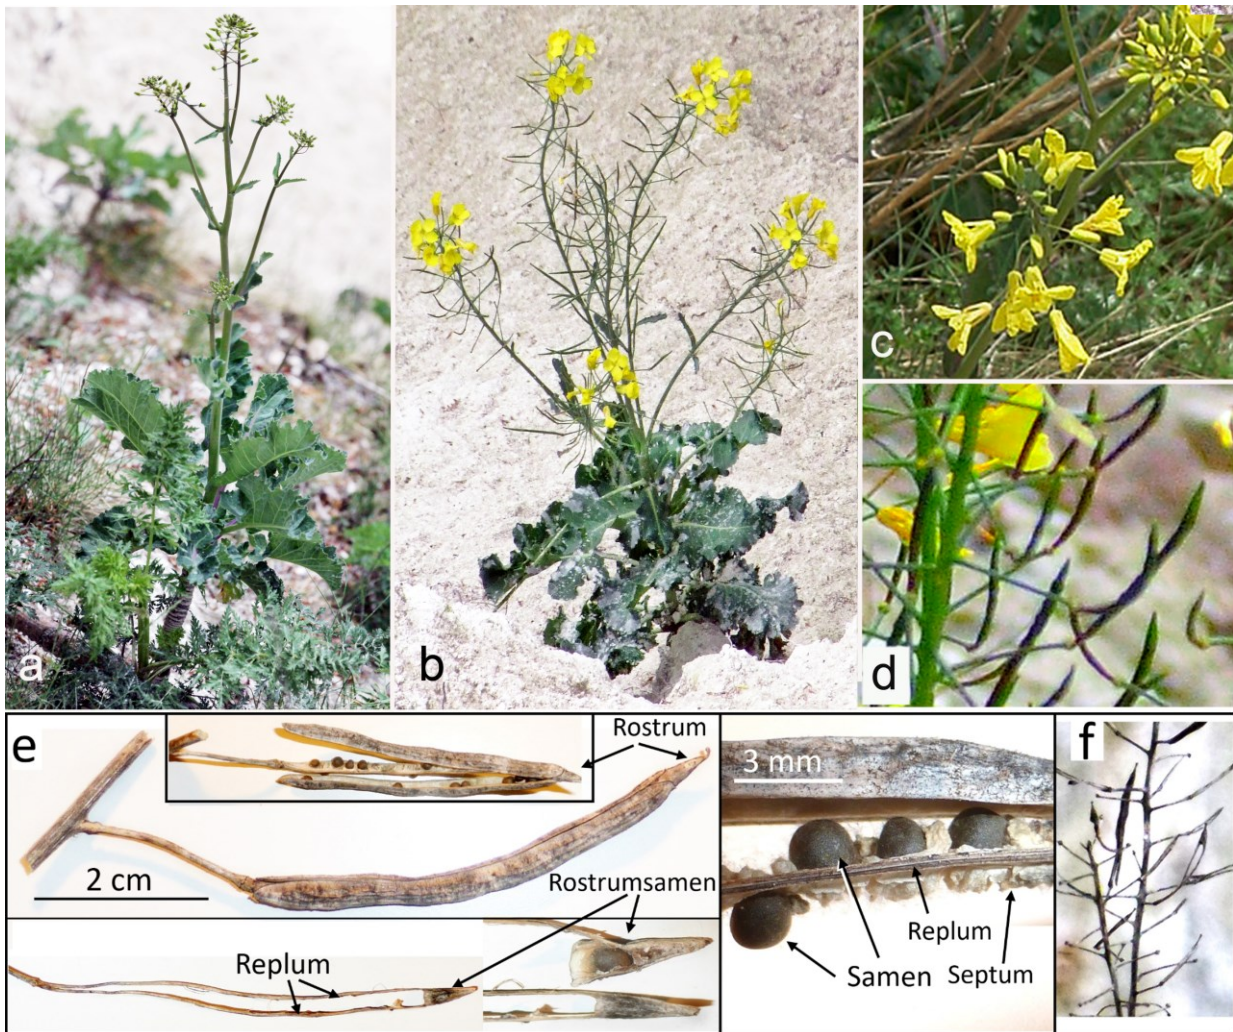 a
b
c
d
e
Rostrum
2 cm
Rostrumsamen
Replum
3 mm
Replum
Samen
Septum
f